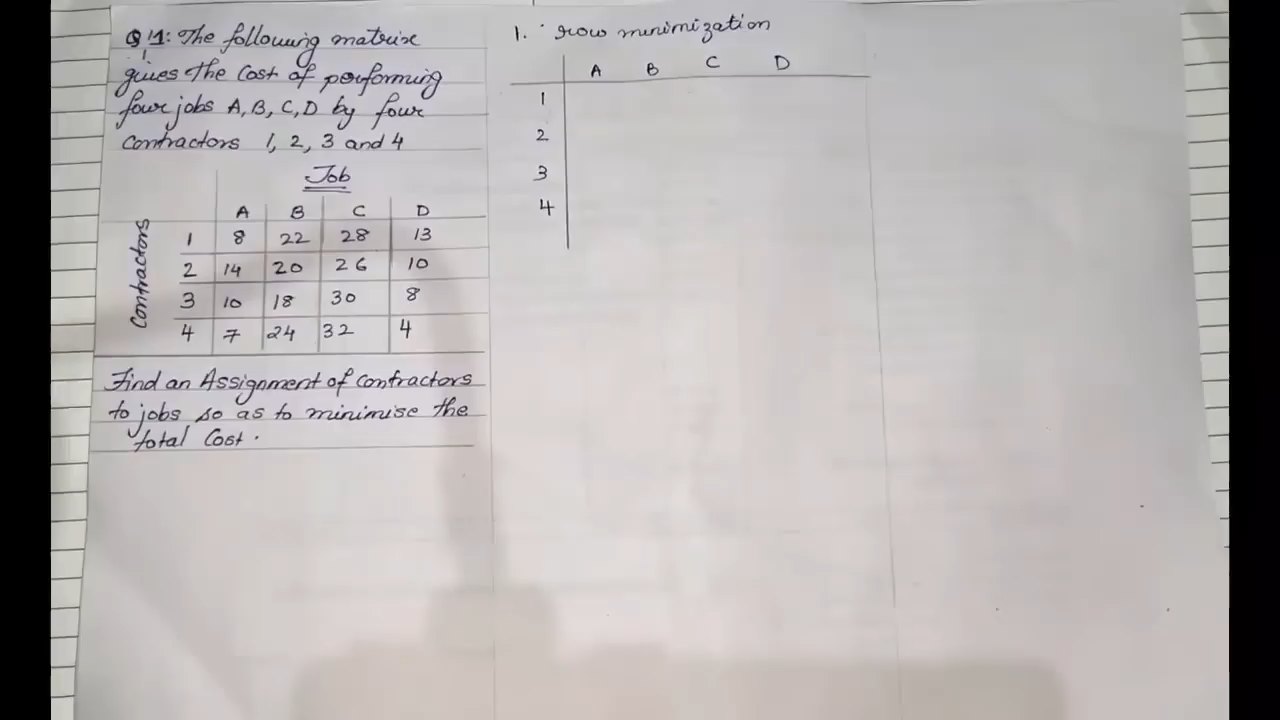 Q 1: The following matrix
gives the cost of performing
four jobs A, B, C, D by four
contractors 1, 2, 3 and 4
Job
A B C D
Contractors
1 8 22 28 13
2 14 20 26 10
3 10 18 30 8
4 7 24 32 4
Find an Assignment of contractors
to jobs so as to minimise the
total cost.
1. row minimization
A B C D
1
2
3
4